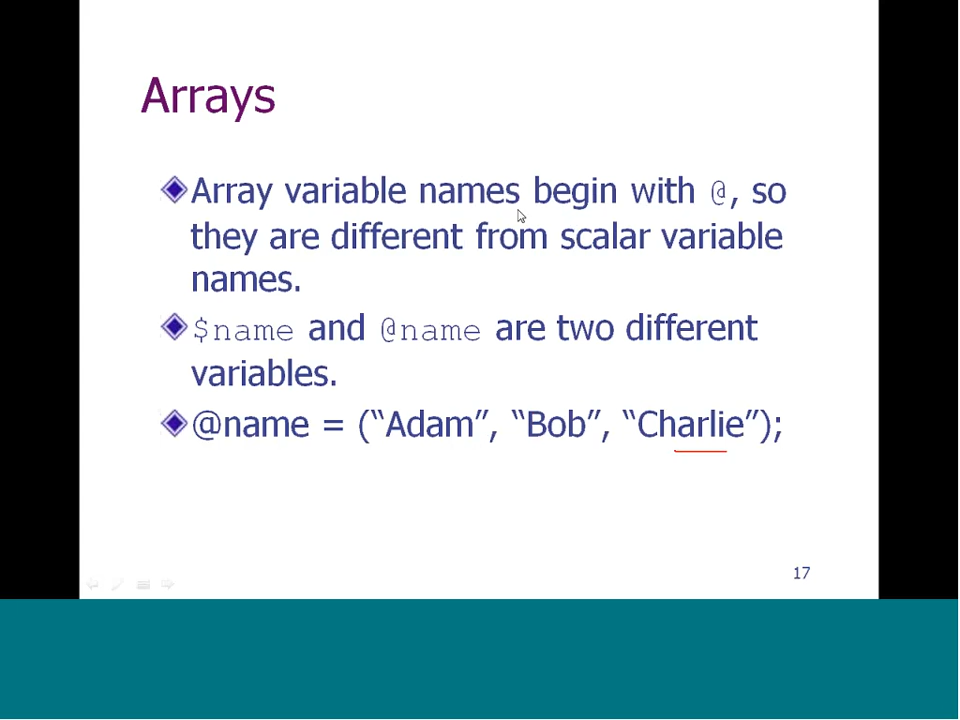 Arrays
Array variable names begin with @, so
they are different from scalar variable
names.
$name and @name are two different
variables.
@name = (“Adam”, “Bob”, “Charlie”);
17